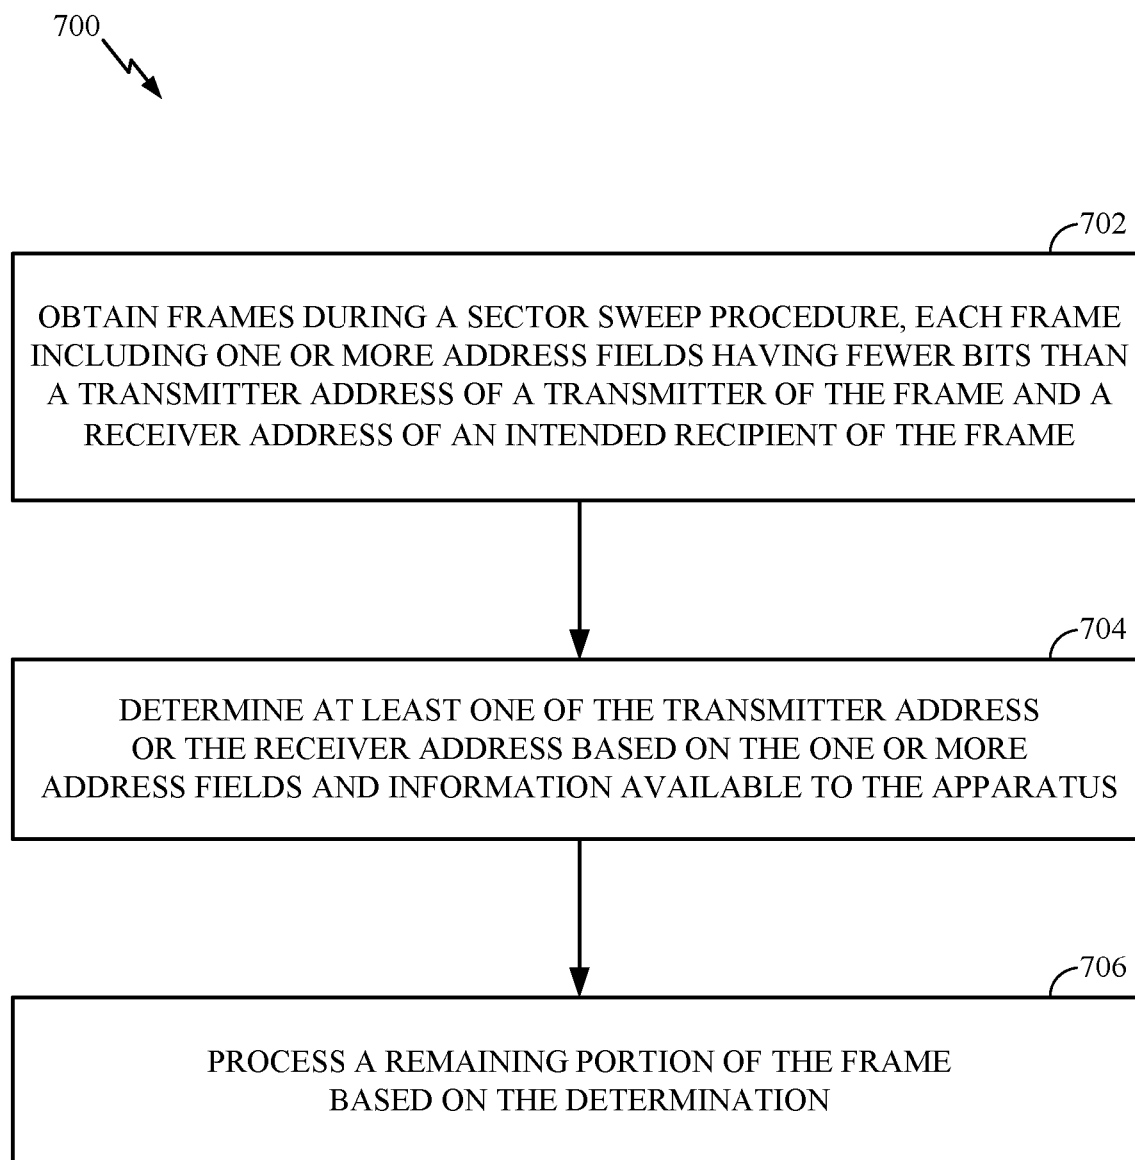 700
702
OBTAIN FRAMES DURING A SECTOR SWEEP PROCEDURE, EACH FRAME
INCLUDING ONE OR MORE ADDRESS FIELDS HAVING FEWER BITS THAN
A TRANSMITTER ADDRESS OF A TRANSMITTER OF THE FRAME AND A
RECEIVER ADDRESS OF AN INTENDED RECIPIENT OF THE FRAME
704
DETERMINE AT LEAST ONE OF THE TRANSMITTER ADDRESS
OR THE RECEIVER ADDRESS BASED ON THE ONE OR MORE
ADDRESS FIELDS AND INFORMATION AVAILABLE TO THE APPARATUS
706
PROCESS A REMAINING PORTION OF THE FRAME
BASED ON THE DETERMINATION